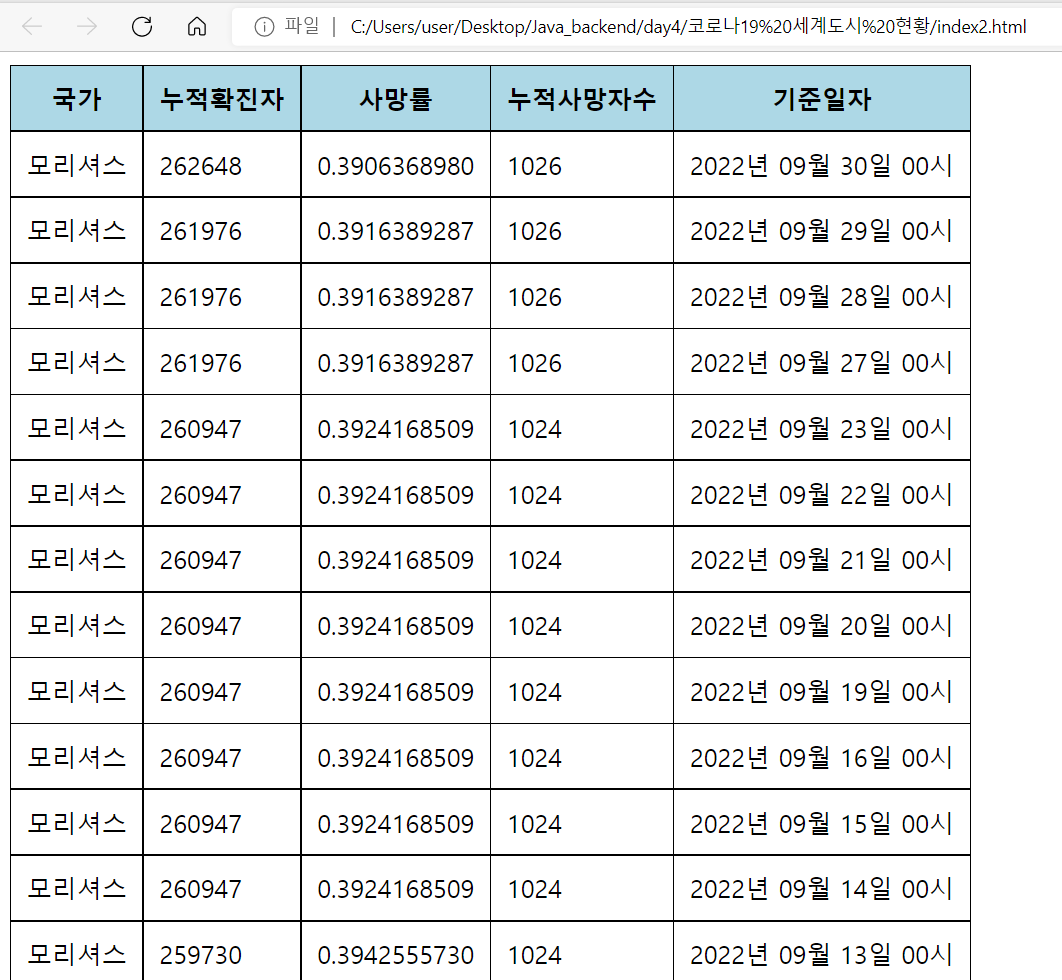 파일 | C:/Users/user/Desktop/Java_backend/day4/코로나19%20세계도시%20현황/index2.html
국가 누적확진자 사망률 누적사망자수 기준일자
모리셔스 262648 0.3906368980 1026 2022년 09월 30일 00시
모리셔스 261976 0.3916389287 1026 2022년 09월 29일 00시
모리셔스 261976 0.3916389287 1026 2022년 09월 28일 00시
모리셔스 261976 0.3916389287 1026 2022년 09월 27일 00시
모리셔스 260947 0.3924168509 1024 2022년 09월 23일 00시
모리셔스 260947 0.3924168509 1024 2022년 09월 22일 00시
모리셔스 260947 0.3924168509 1024 2022년 09월 21일 00시
모리셔스 260947 0.3924168509 1024 2022년 09월 20일 00시
모리셔스 260947 0.3924168509 1024 2022년 09월 19일 00시
모리셔스 260947 0.3924168509 1024 2022년 09월 16일 00시
모리셔스 260947 0.3924168509 1024 2022년 09월 15일 00시
모리셔스 260947 0.3924168509 1024 2022년 09월 14일 00시
모리셔스 259730 0.3942555730 1024 2022년 09월 13일 00시